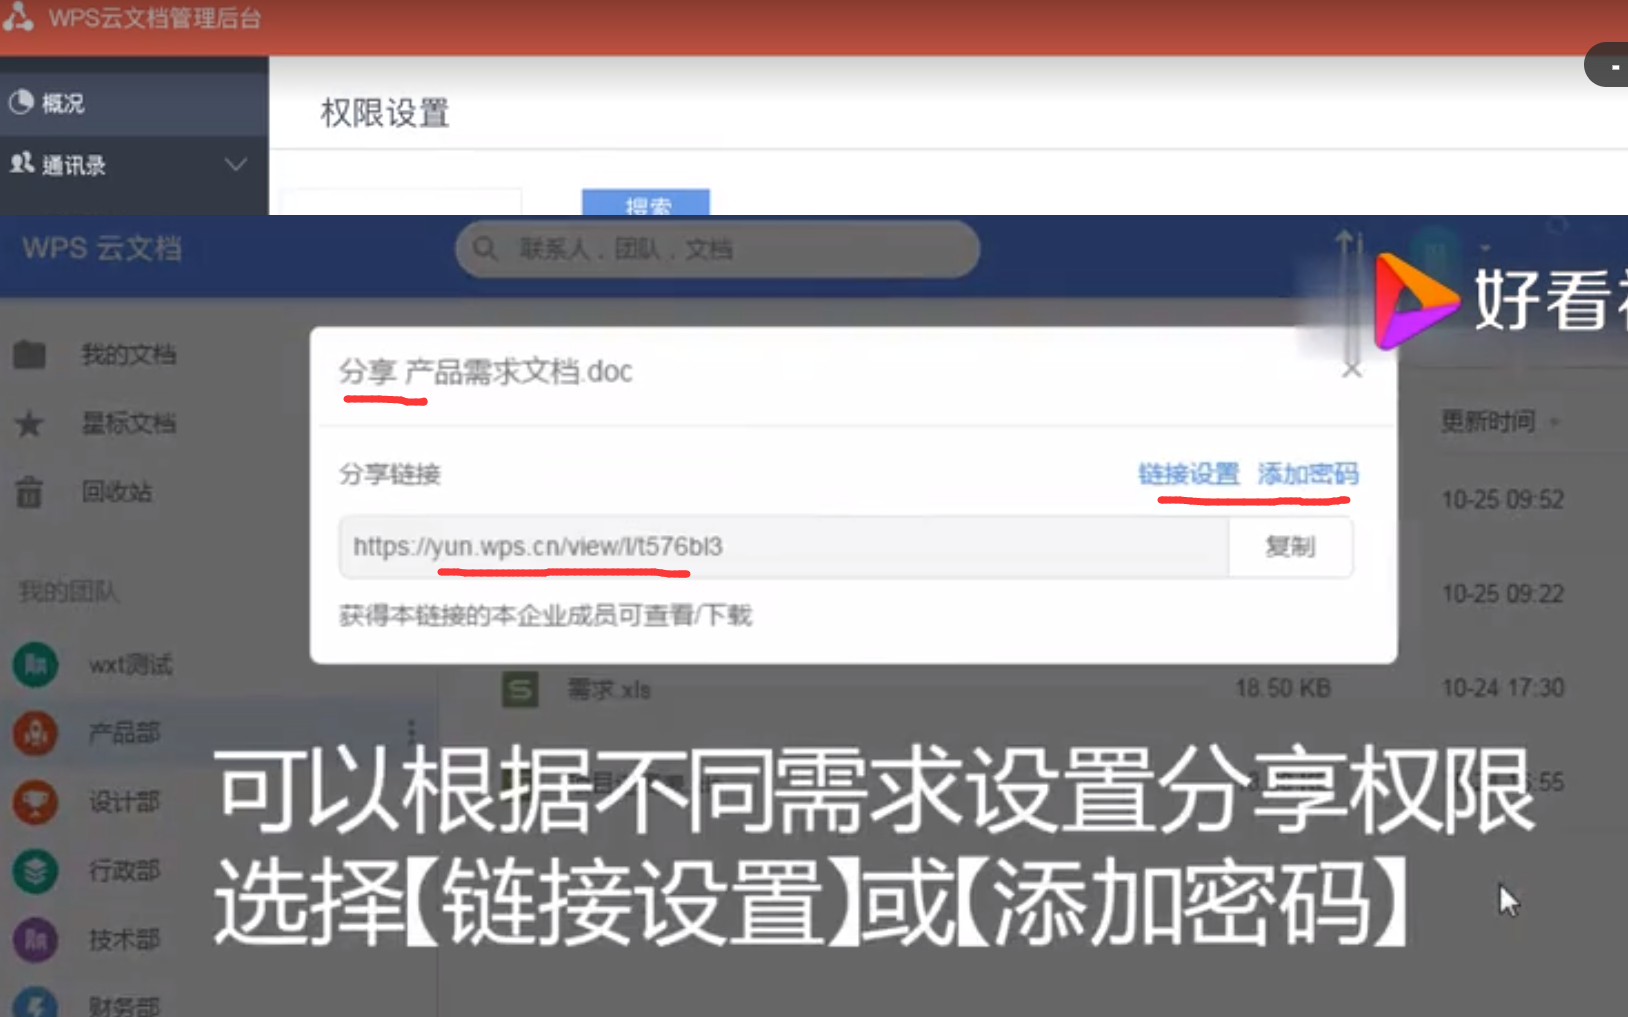 WPS云文档管理后台
概况
通讯录
权限设置
搜索
WPS 云文档
联系人，团队，文档
好看
我的文档
星标文档
回收站
我的团队
wxt测试
产品部
设计部
行政部
技术部
财务部
分享 产品需求文档.doc
分享链接
链接设置 添加密码
https://yun.wps.cn/view/l/t576bl3
复制
获得本链接的本企业成员可查看/下载
更新时间
10-25 09:52
10-25 09:22
需求.xls 18.50 KB 10-24 17:30
可以根据不同需求设置分享权限
选择【链接设置】或【添加密码】